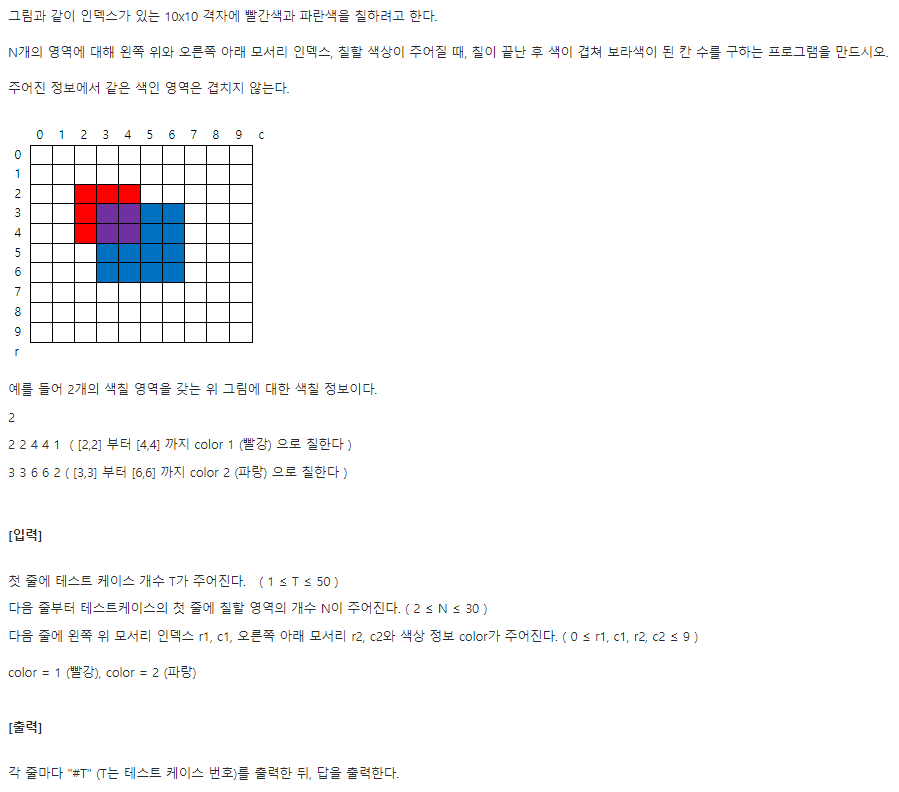 그림과 같이 인덱스가 있는 10x10 격자에 빨간색과 파란색을 칠하려고 한다.
N개의 영역에 대해 왼쪽 위와 오른쪽 아래 모서리 인덱스, 칠할 색상이 주어질 때, 칠이 끝난 후 색이 겹쳐 보라색이 된 칸 수를 구하는 프로그램을 만드시오.
주어진 정보에서 같은 색인 영역은 겹치지 않는다.
0 1 2 3 4 5 6 7 8 9 c
0
1
2
3
4
5
6
7
8
9
r
예를 들어 2개의 색칠 영역을 갖는 위 그림에 대한 색칠 정보이다.
2
2 2 4 4 1 ( [2,2] 부터 [4,4] 까지 color 1 (빨강) 으로 칠한다 )
3 3 6 6 2 ( [3,3] 부터 [6,6] 까지 color 2 (파랑) 으로 칠한다 )
[입력]
첫 줄에 테스트 케이스 개수 T가 주어진다. ( 1 ≤ T ≤ 50 )
다음 줄부터 테스트케이스의 첫 줄에 칠할 영역의 개수 N이 주어진다. ( 2 ≤ N ≤ 30 )
다음 줄에 왼쪽 위 모서리 인덱스 r1, c1, 오른쪽 아래 모서리 r2, c2와 색상 정보 color가 주어진다. ( 0 ≤ r1, c1, r2, c2 ≤ 9 )
color = 1 (빨강), color = 2 (파랑)
[출력]
각 줄마다 "#T" (T는 테스트 케이스 번호)를 출력한 뒤, 답을 출력한다.